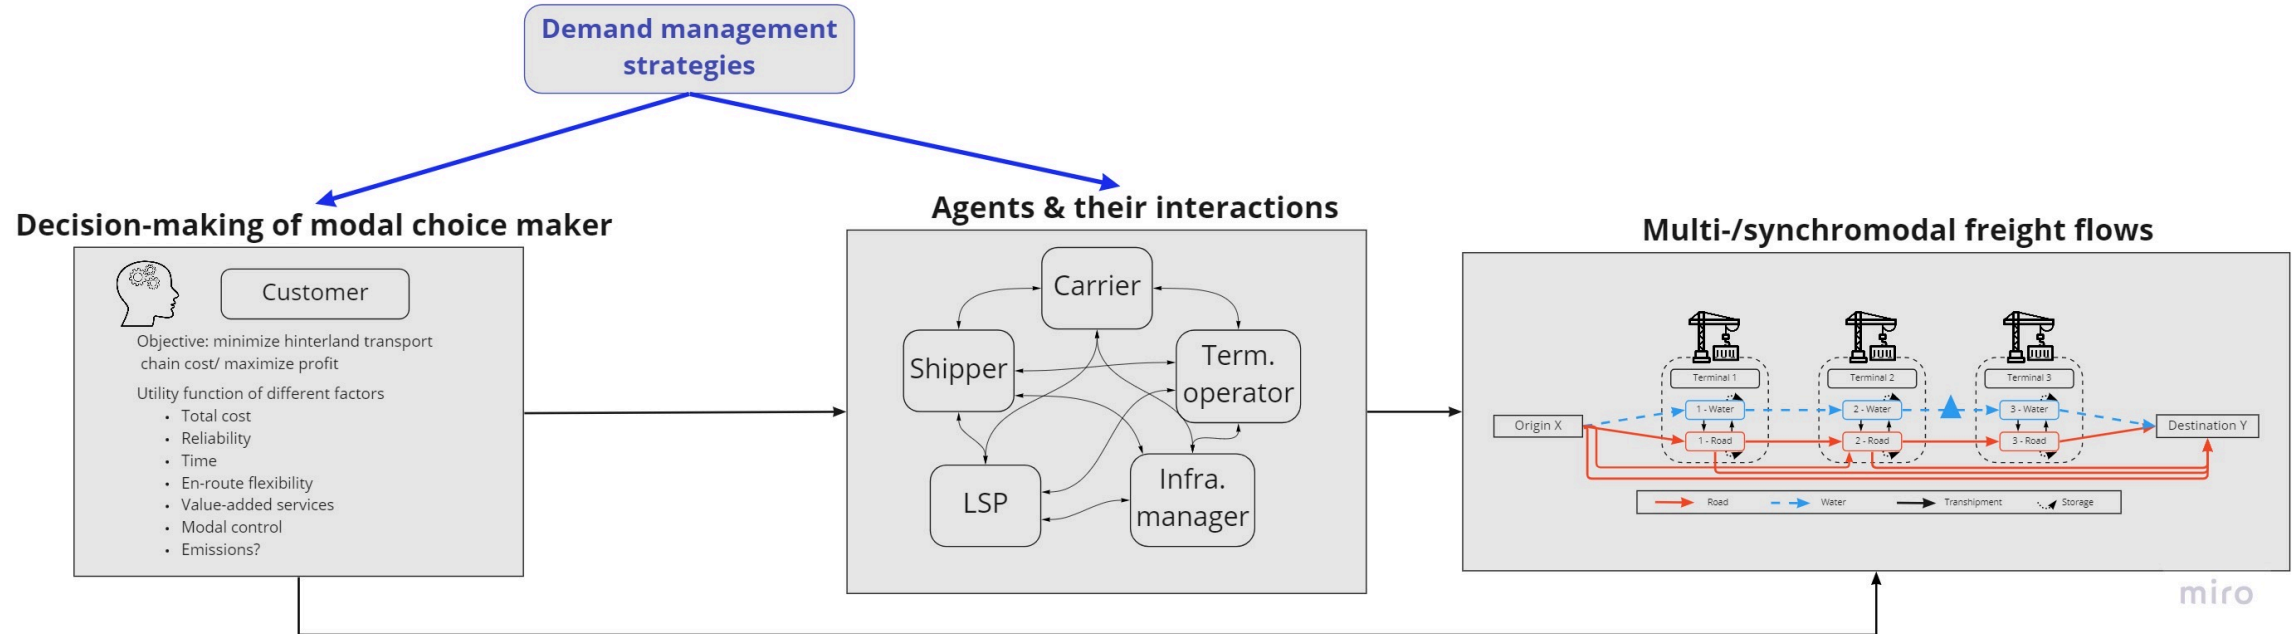 Demand management
strategies
Decision-making of modal choice maker
Customer
Objective: minimize hinterland transport
chain cost/ maximize profit
Utility function of different factors
• Total cost
• Reliability
• Time
• En-route flexibility
• Value-added services
• Modal control
• Emissions?
Agents & their interactions
Carrier
Shipper
Term.
operator
LSP
Infra.
manager
Multi-/synchromodal freight flows
Terminal 1
Terminal 2
Terminal 3
1 - Water
2 - Water
3 - Water
Origin X
Destination Y
1 - Road
2 - Road
3 - Road
Road
Water
Transhipment
Storage
miro